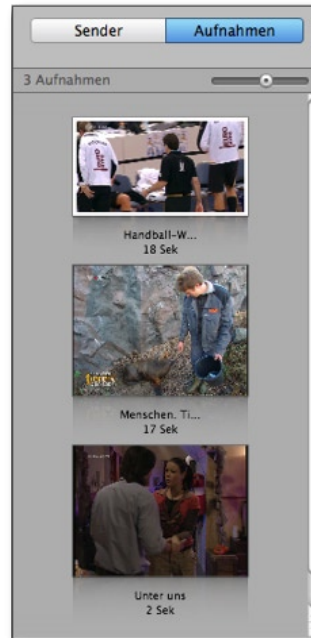 Sender
Aufnahmen
3 Aufnahmen
Handball-W...
18 Sek
Menschen. Ti...
17 Sek
Unter uns
2 Sek